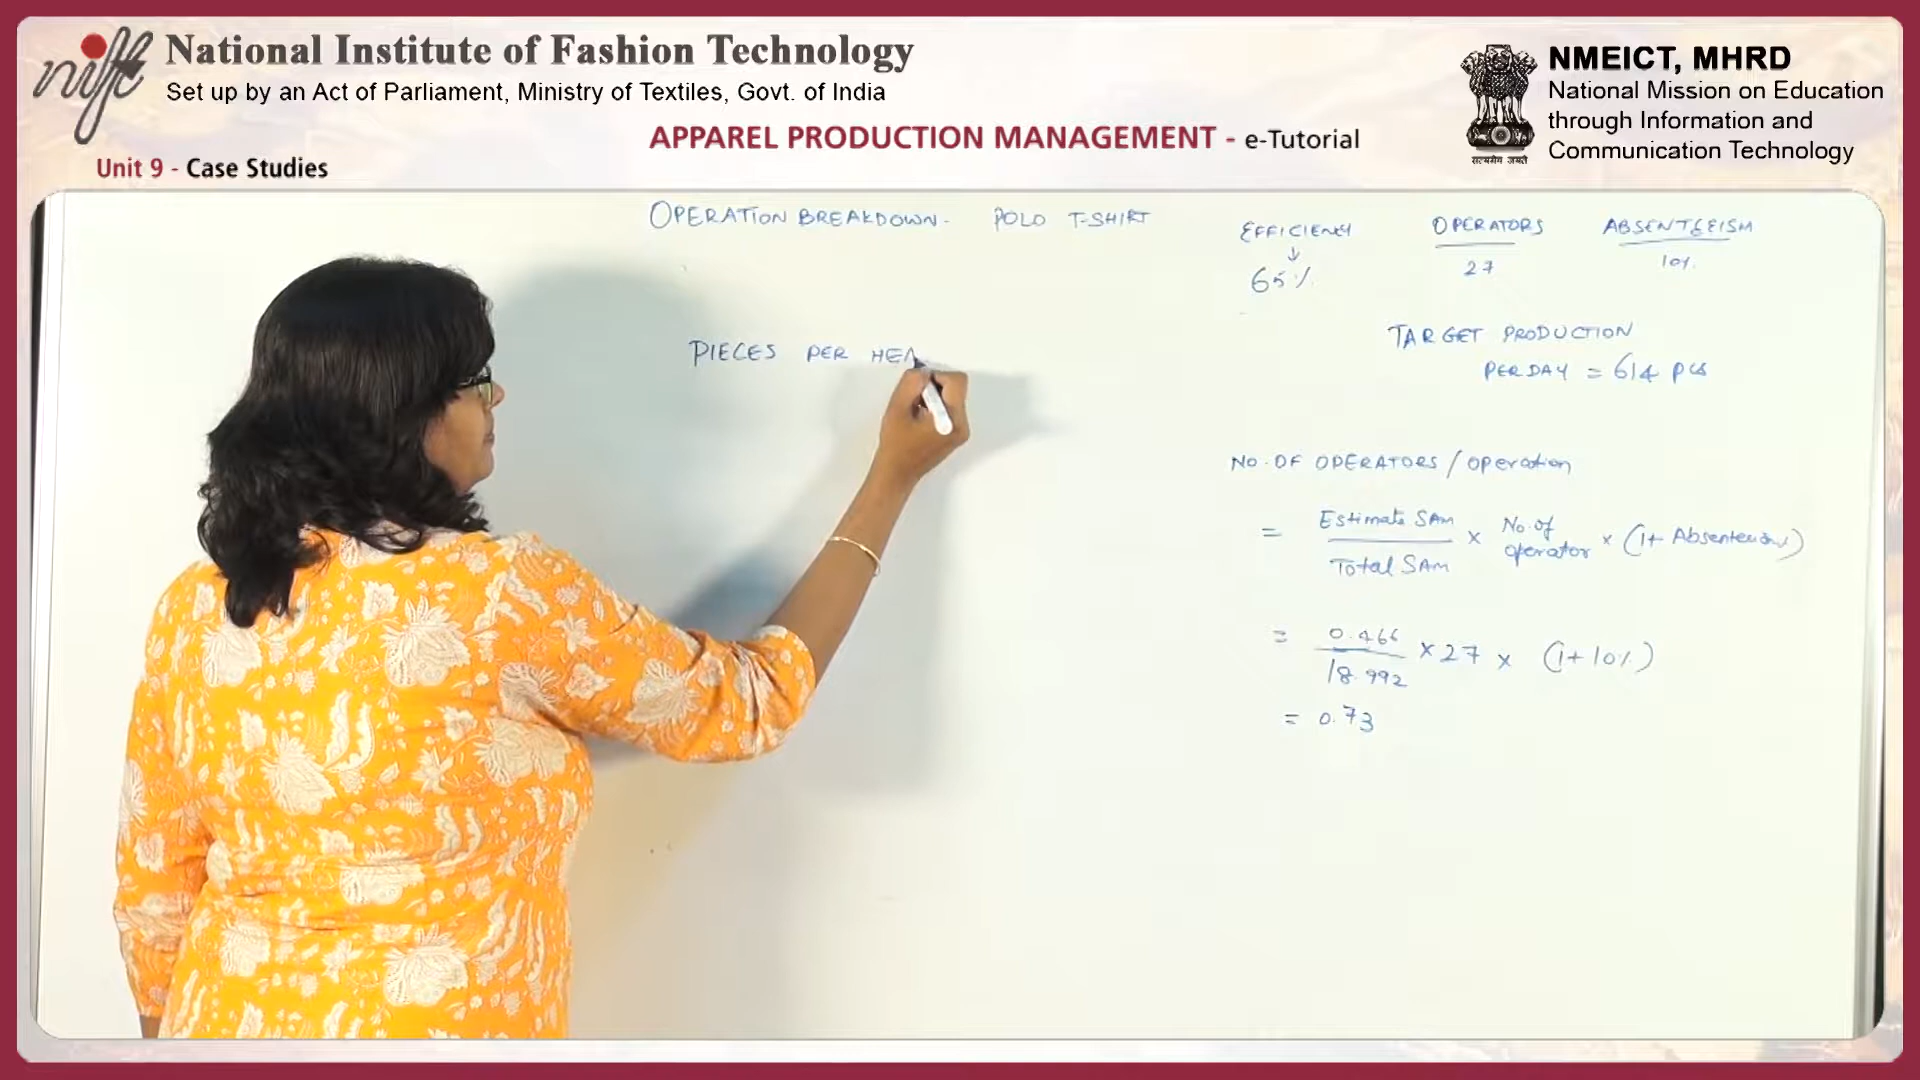 nift
National Institute of Fashion Technology
Set up by an Act of Parliament, Ministry of Textiles, Govt. of India
NMEICT, MHRD
National Mission on Education
through Information and
Communication Technology
सत्यमेव जयते
APPAREL PRODUCTION MANAGEMENT - e-Tutorial
Unit 9 - Case Studies
OPERATION BREAKDOWN - POLO T-SHIRT
EFFICIENCY
↓
65%
OPERATORS
27
ABSENTEEISM
10%
TARGET PRODUCTION
PER DAY = 614 pcs
PIECES PER HEA
NO. OF OPERATORS / operation
= Estimate SAM / Total SAM × No. of operator × (1+ Absenteeism)
= 0.466 / 18.992 × 27 × (1+10%)
= 0.73